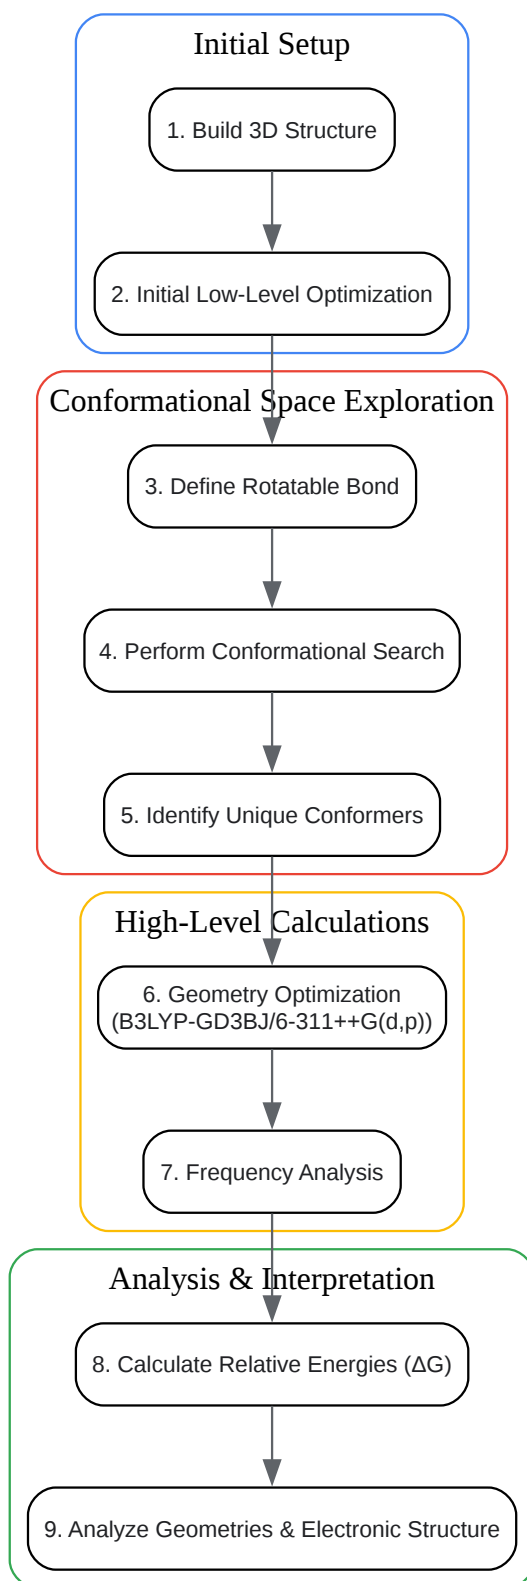 Initial Setup
1. Build 3D Structure
2. Initial Low-Level Optimization
Conformational Space Exploration
3. Define Rotatable Bond
4. Perform Conformational Search
5. Identify Unique Conformers
High-Level Calculations
6. Geometry Optimization
(B3LYP-GD3BJ/6-311++G(d,p))
7. Frequency Analysis
Analysis & Interpretation
8. Calculate Relative Energies (ΔG)
9. Analyze Geometries & Electronic Structure